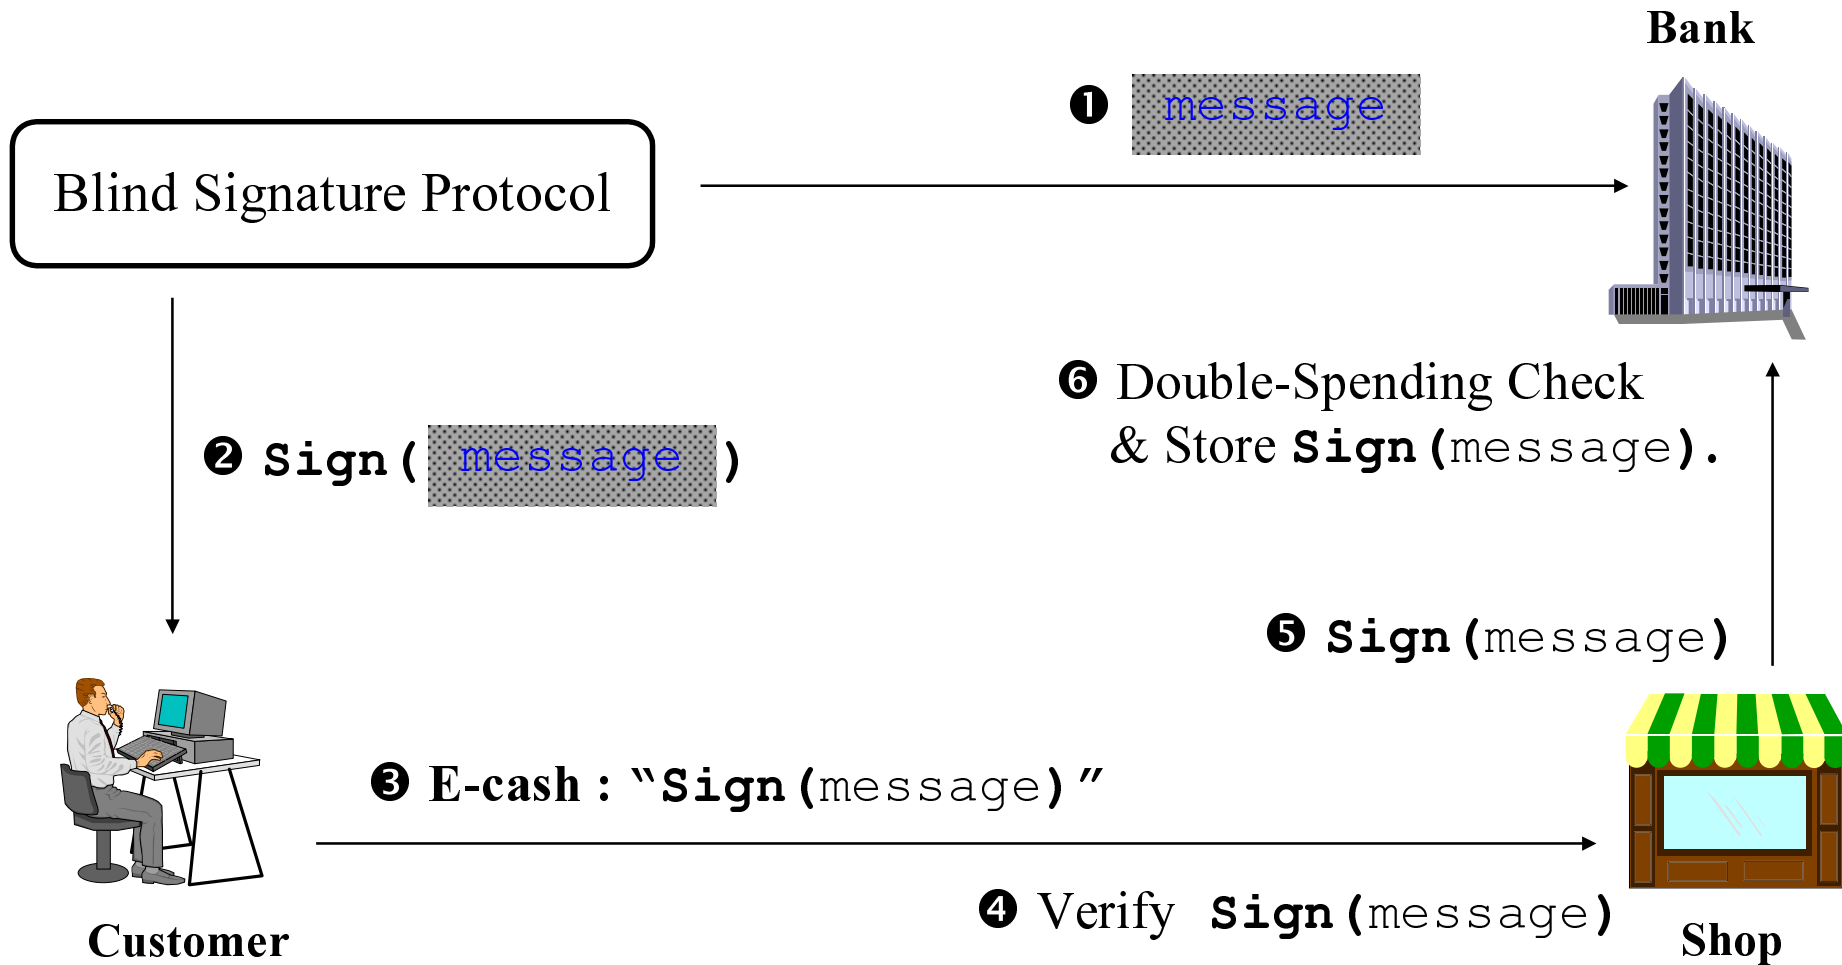 Bank
❶ message
Blind Signature Protocol
❻ Double-Spending Check
& Store Sign(message).
❷ Sign( message )
❺ Sign(message)
❸ E-cash : “Sign(message)”
❹ Verify Sign(message)
Customer
Shop